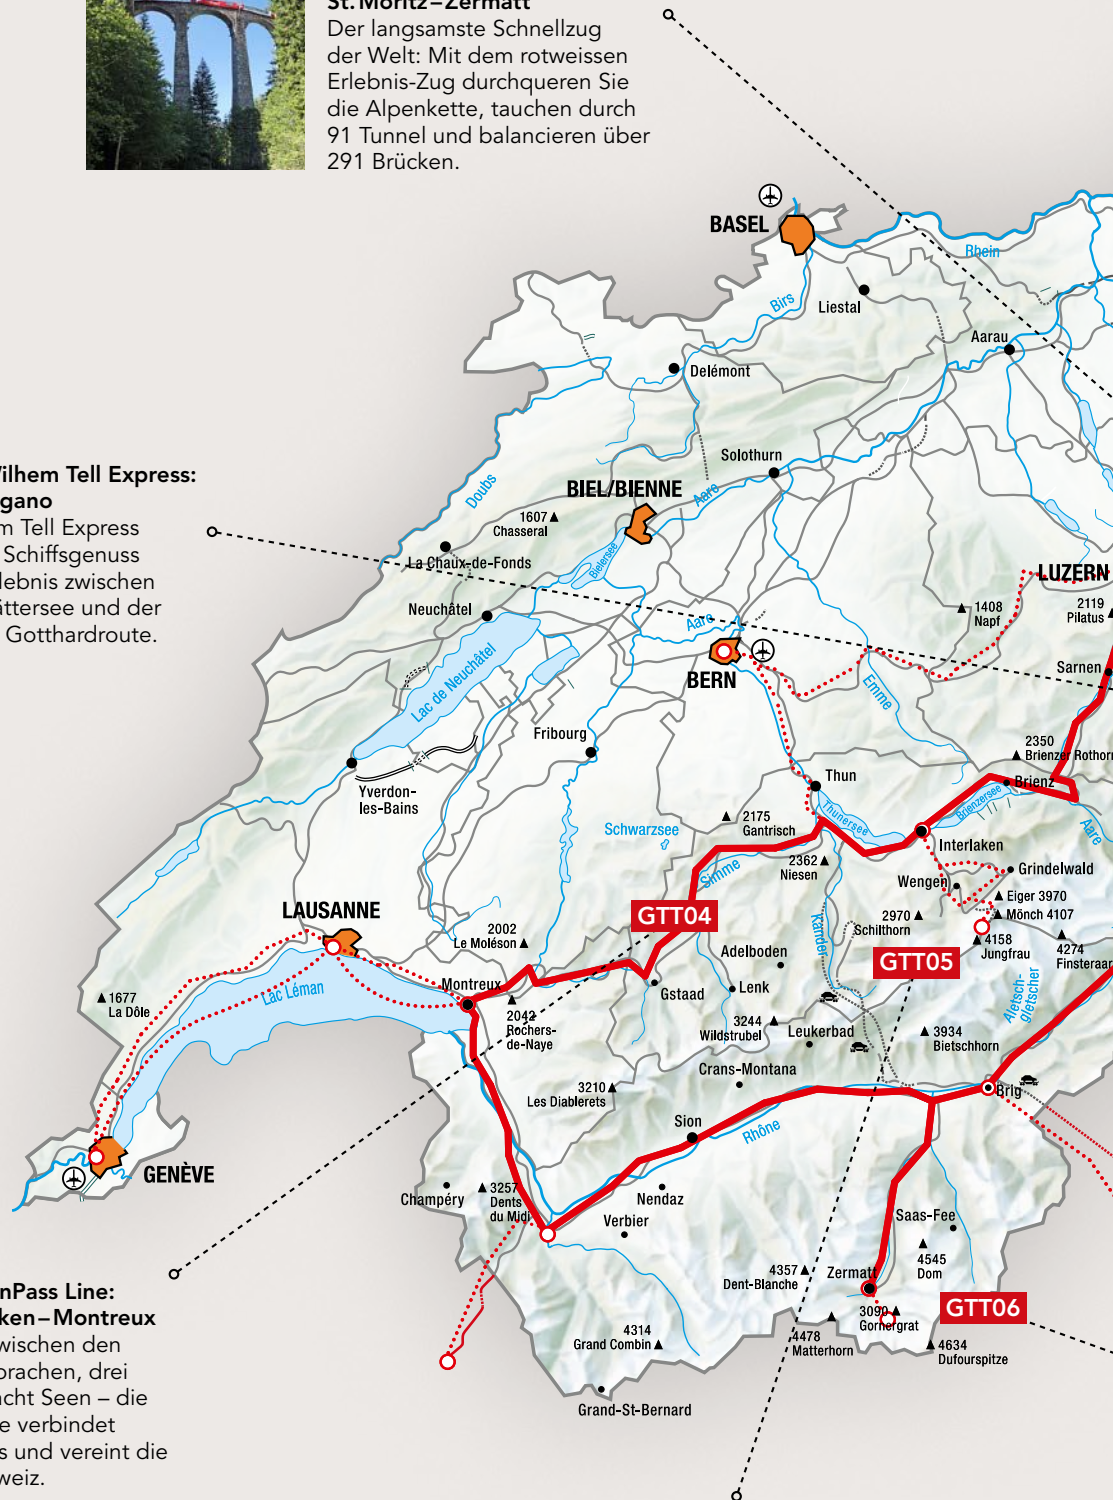 St. Moritz – Zermatt
Der langsamste Schnellzug
der Welt: Mit dem rotweissen
Erlebnis-Zug durchqueren Sie
die Alpenkette, tauchen durch
91 Tunnel und balancieren über
291 Brücken.
BASEL
Rhein
Birs
Liestal
Aarau
Delémont
Solothurn
Vilhem Tell Express:
gano
m Tell Express
Schiffsgenuss
lebnis zwischen
ättersee und der
Gotthardroute.
Doubs
BIEL/BIENNE
Aare
1607
Chasseral
Bielersee
La Chaux-de-Fonds
LUZERN
Neuchâtel
1408
Napf
2119
Pilatus
Aare
BERN
Lac de Neuchâtel
Emme
Sarnen
Fribourg
2350
Brienzer Rothorn
Yverdon-
les-Bains
Thun
Brienz
Brienzersee
Thunersee
Aare
2175
Gantrisch
Schwarzsee
Interlaken
Simme
2362
Niesen
Grindelwald
Wengen
Eiger 3970
Mönch 4107
LAUSANNE
GTT04
2970
Schilthorn
2002
Le Moléson
Kander
4158
Jungfrau
4274
Finsteraar
Adelboden
GTT05
Montreux
Gstaad
Lenk
Aletsch-
gletscher
Lac Léman
1677
La Dôle
2042
Rochers-
de-Naye
3244
Wildstrubel
Leukerbad
3934
Bietschhorn
Crans-Montana
3210
Les Diablerets
Brig
Sion
Rhône
GENÈVE
Champéry
3257
Dents
du Midi
Nendaz
Verbier
Saas-Fee
4545
Dom
4357
Dent-Blanche
Zermatt
3090
Gornergrat
GTT06
4314
Grand Combin
4478
Matterhorn
4634
Dufourspitze
Grand-St-Bernard
nPass Line:
ken – Montreux
wischen den
prachen, drei
cht Seen – die
e verbindet
s und vereint die
weiz.